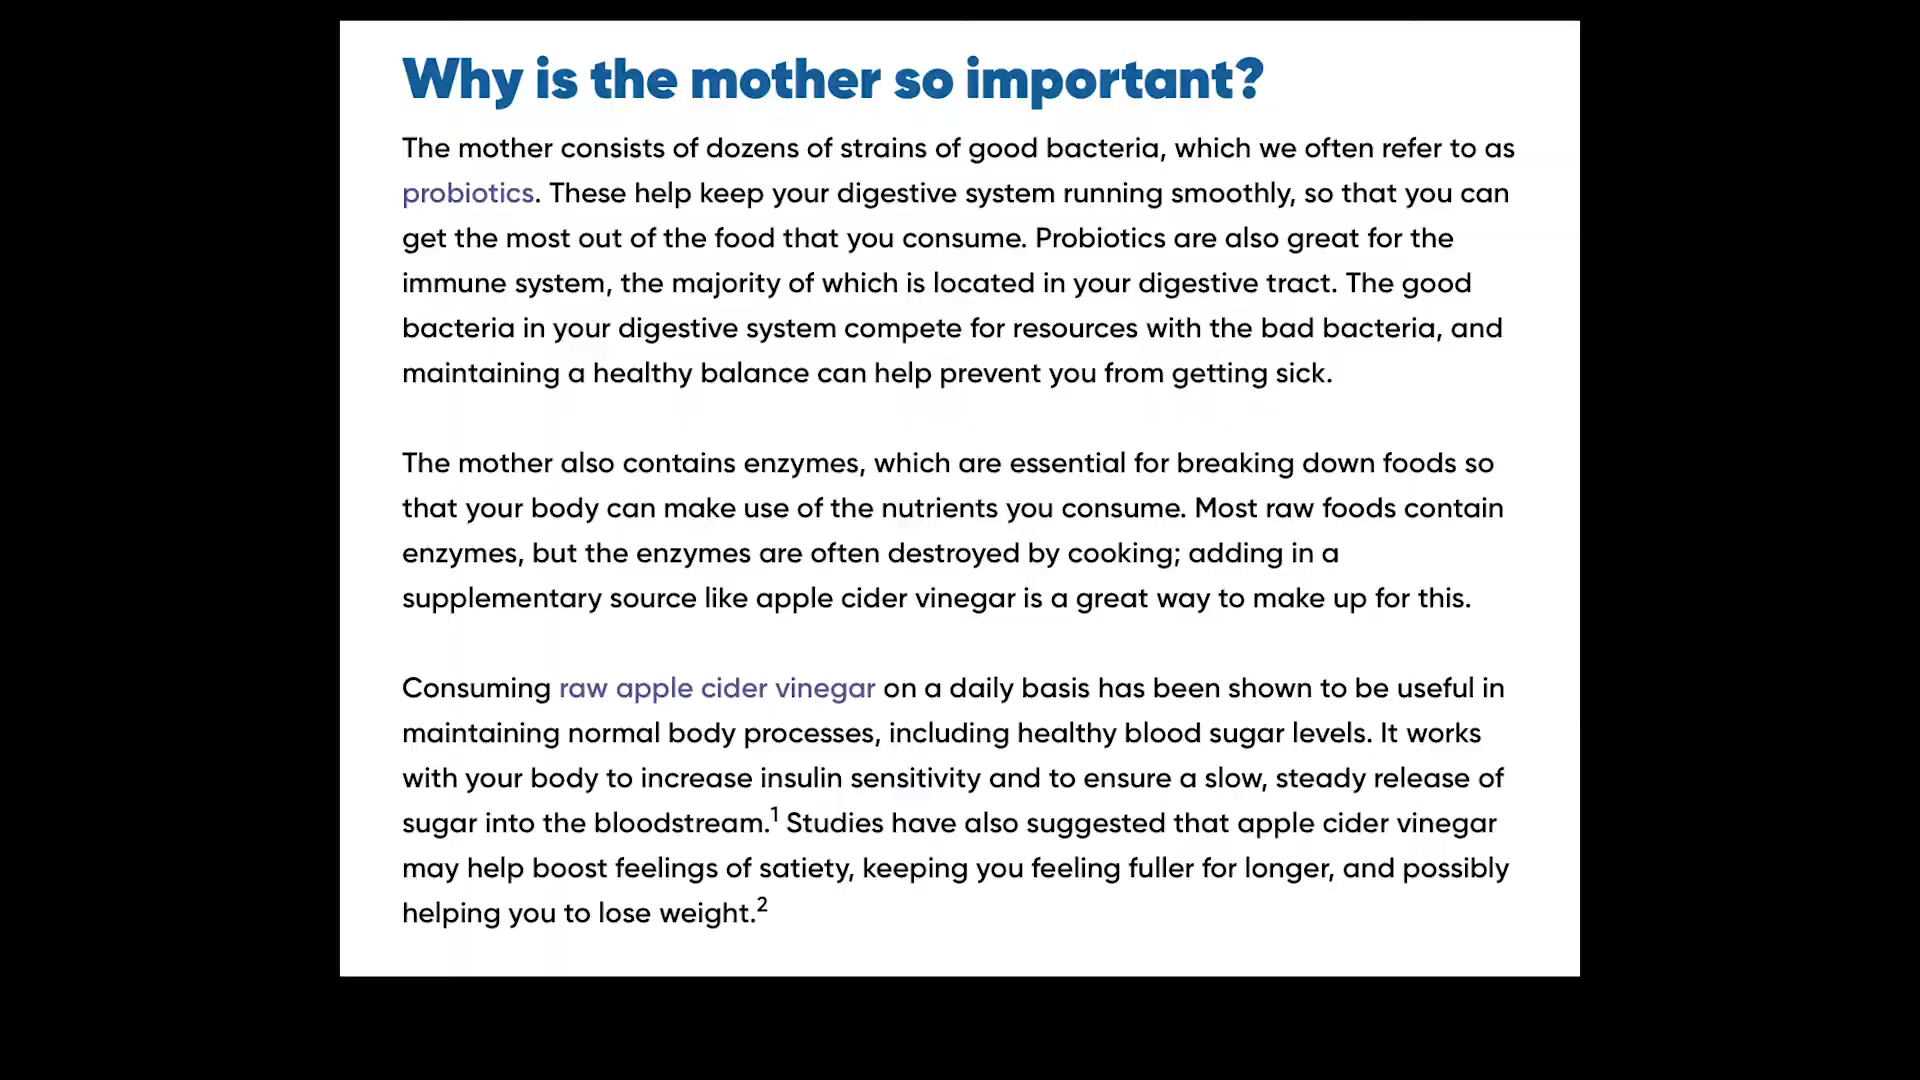 Why is the mother so important?
The mother consists of dozens of strains of good bacteria, which we often refer to as
probiotics. These help keep your digestive system running smoothly, so that you can
get the most out of the food that you consume. Probiotics are also great for the
immune system, the majority of which is located in your digestive tract. The good
bacteria in your digestive system compete for resources with the bad bacteria, and
maintaining a healthy balance can help prevent you from getting sick.
The mother also contains enzymes, which are essential for breaking down foods so
that your body can make use of the nutrients you consume. Most raw foods contain
enzymes, but the enzymes are often destroyed by cooking; adding in a
supplementary source like apple cider vinegar is a great way to make up for this.
Consuming raw apple cider vinegar on a daily basis has been shown to be useful in
maintaining normal body processes, including healthy blood sugar levels. It works
with your body to increase insulin sensitivity and to ensure a slow, steady release of
sugar into the bloodstream.¹ Studies have also suggested that apple cider vinegar
may help boost feelings of satiety, keeping you feeling fuller for longer, and possibly
helping you to lose weight.²